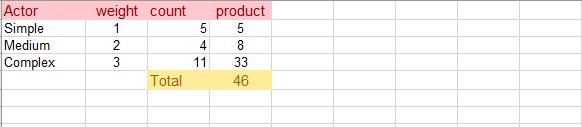 Actor weight count product
Simple 1 5 5
Medium 2 4 8
Complex 3 11 33
Total 46